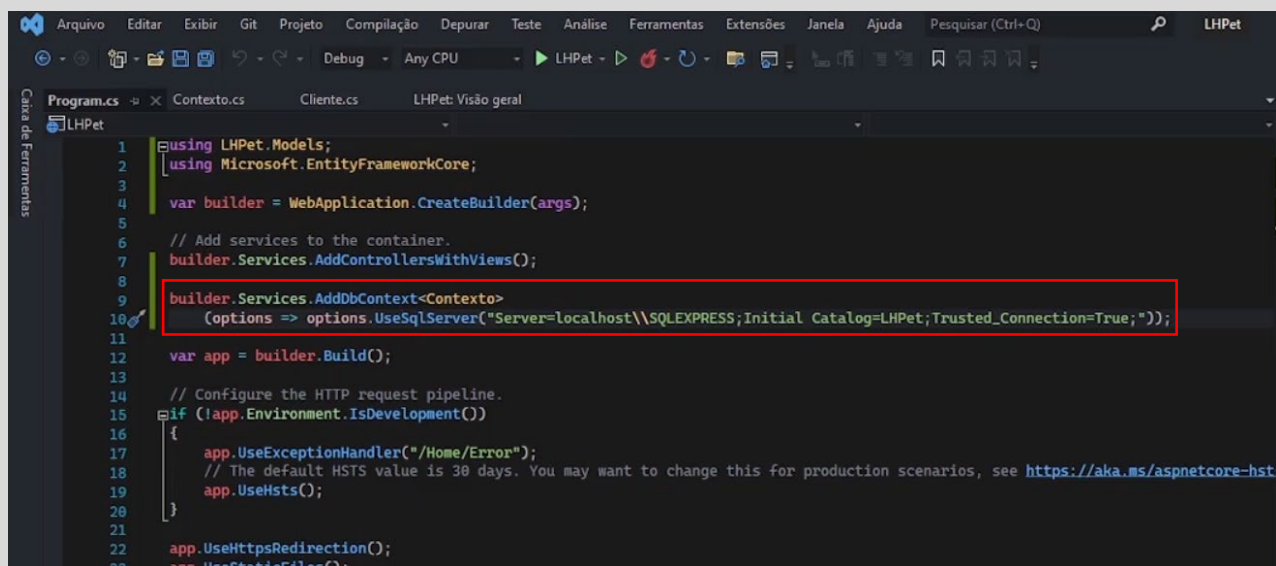 Arquivo Editar Exibir Git Projeto Compilação Depurar Teste Análise Ferramentas Extensões Janela Ajuda Pesquisar (Ctrl+Q) LHPet
Debug Any CPU LHPet
Caixa de Ferramentas
Program.cs Contexto.cs Cliente.cs LHPet: Visão geral
LHPet
1 using LHPet.Models;
2 using Microsoft.EntityFrameworkCore;
3
4 var builder = WebApplication.CreateBuilder(args);
5
6 // Add services to the container.
7 builder.Services.AddControllersWithViews();
8
9 builder.Services.AddDbContext<Contexto>
10 (options => options.UseSqlServer("Server=localhost\\SQLEXPRESS;Initial Catalog=LHPet;Trusted_Connection=True;"));
11
12 var app = builder.Build();
13
14 // Configure the HTTP request pipeline.
15 if (!app.Environment.IsDevelopment())
16 {
17 app.UseExceptionHandler("/Home/Error");
18 // The default HSTS value is 30 days. You may want to change this for production scenarios, see https://aka.ms/aspnetcore-hst
19 app.UseHsts();
20 }
21
22 app.UseHttpsRedirection();